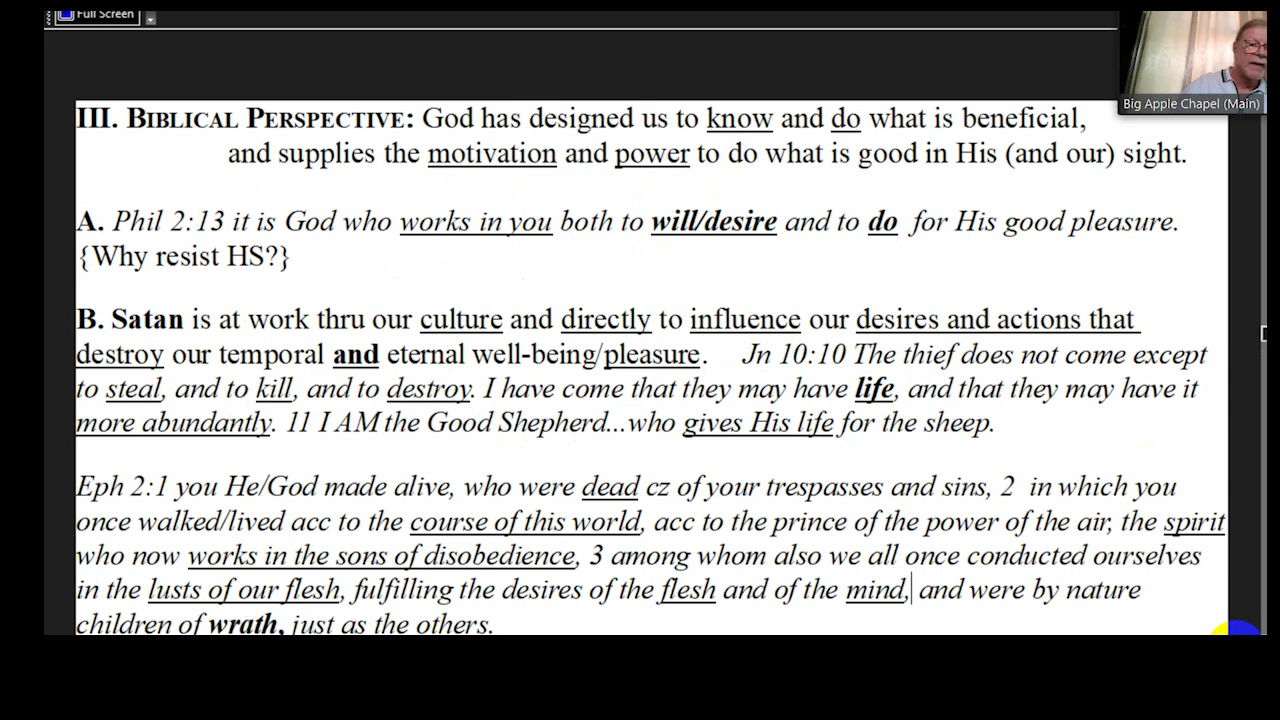 Full Screen
Big Apple Chapel (Main)
III. BIBLICAL PERSPECTIVE: God has designed us to know and do what is beneficial,
and supplies the motivation and power to do what is good in His (and our) sight.
A. Phil 2:13 it is God who works in you both to will/desire and to do for His good pleasure.
{Why resist HS?}
B. Satan is at work thru our culture and directly to influence our desires and actions that
destroy our temporal and eternal well-being/pleasure. Jn 10:10 The thief does not come except
to steal, and to kill, and to destroy. I have come that they may have life, and that they may have it
more abundantly. 11 I AM the Good Shepherd...who gives His life for the sheep.
Eph 2:1 you He/God made alive, who were dead cz of your trespasses and sins, 2 in which you
once walked/lived acc to the course of this world, acc to the prince of the power of the air, the spirit
who now works in the sons of disobedience, 3 among whom also we all once conducted ourselves
in the lusts of our flesh, fulfilling the desires of the flesh and of the mind, and were by nature
children of wrath, just as the others.